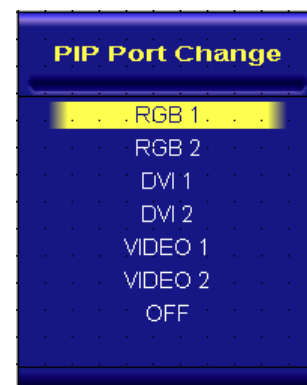 PIP Port Change
RGB 1
RGB 2
DVI 1
DVI 2
VIDEO 1
VIDEO 2
OFF